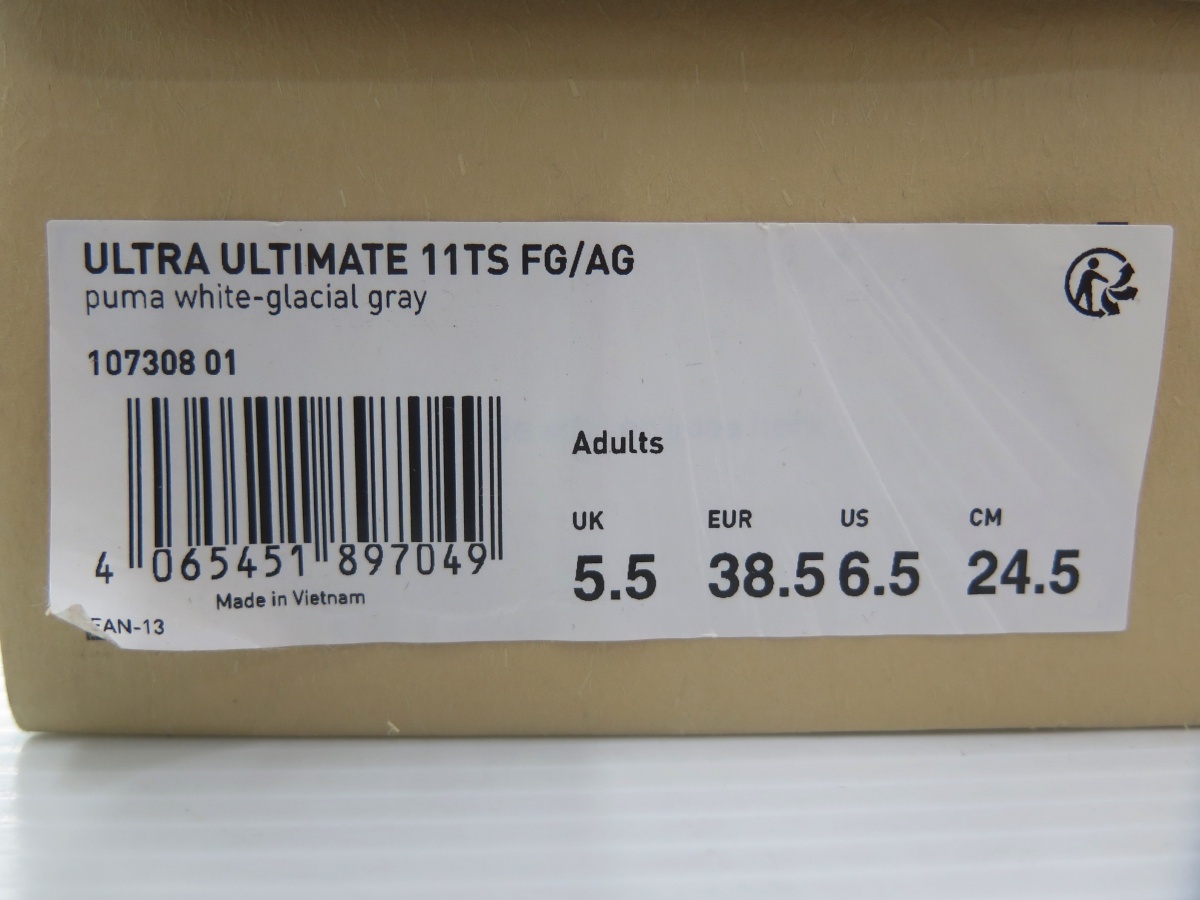 ULTRA ULTIMATE 11TS FG/AG
puma white-glacial gray
107308 01
4 065451 897049
Made in Vietnam
EAN-13
Adults
UK EUR US CM
5.5 38.5 6.5 24.5